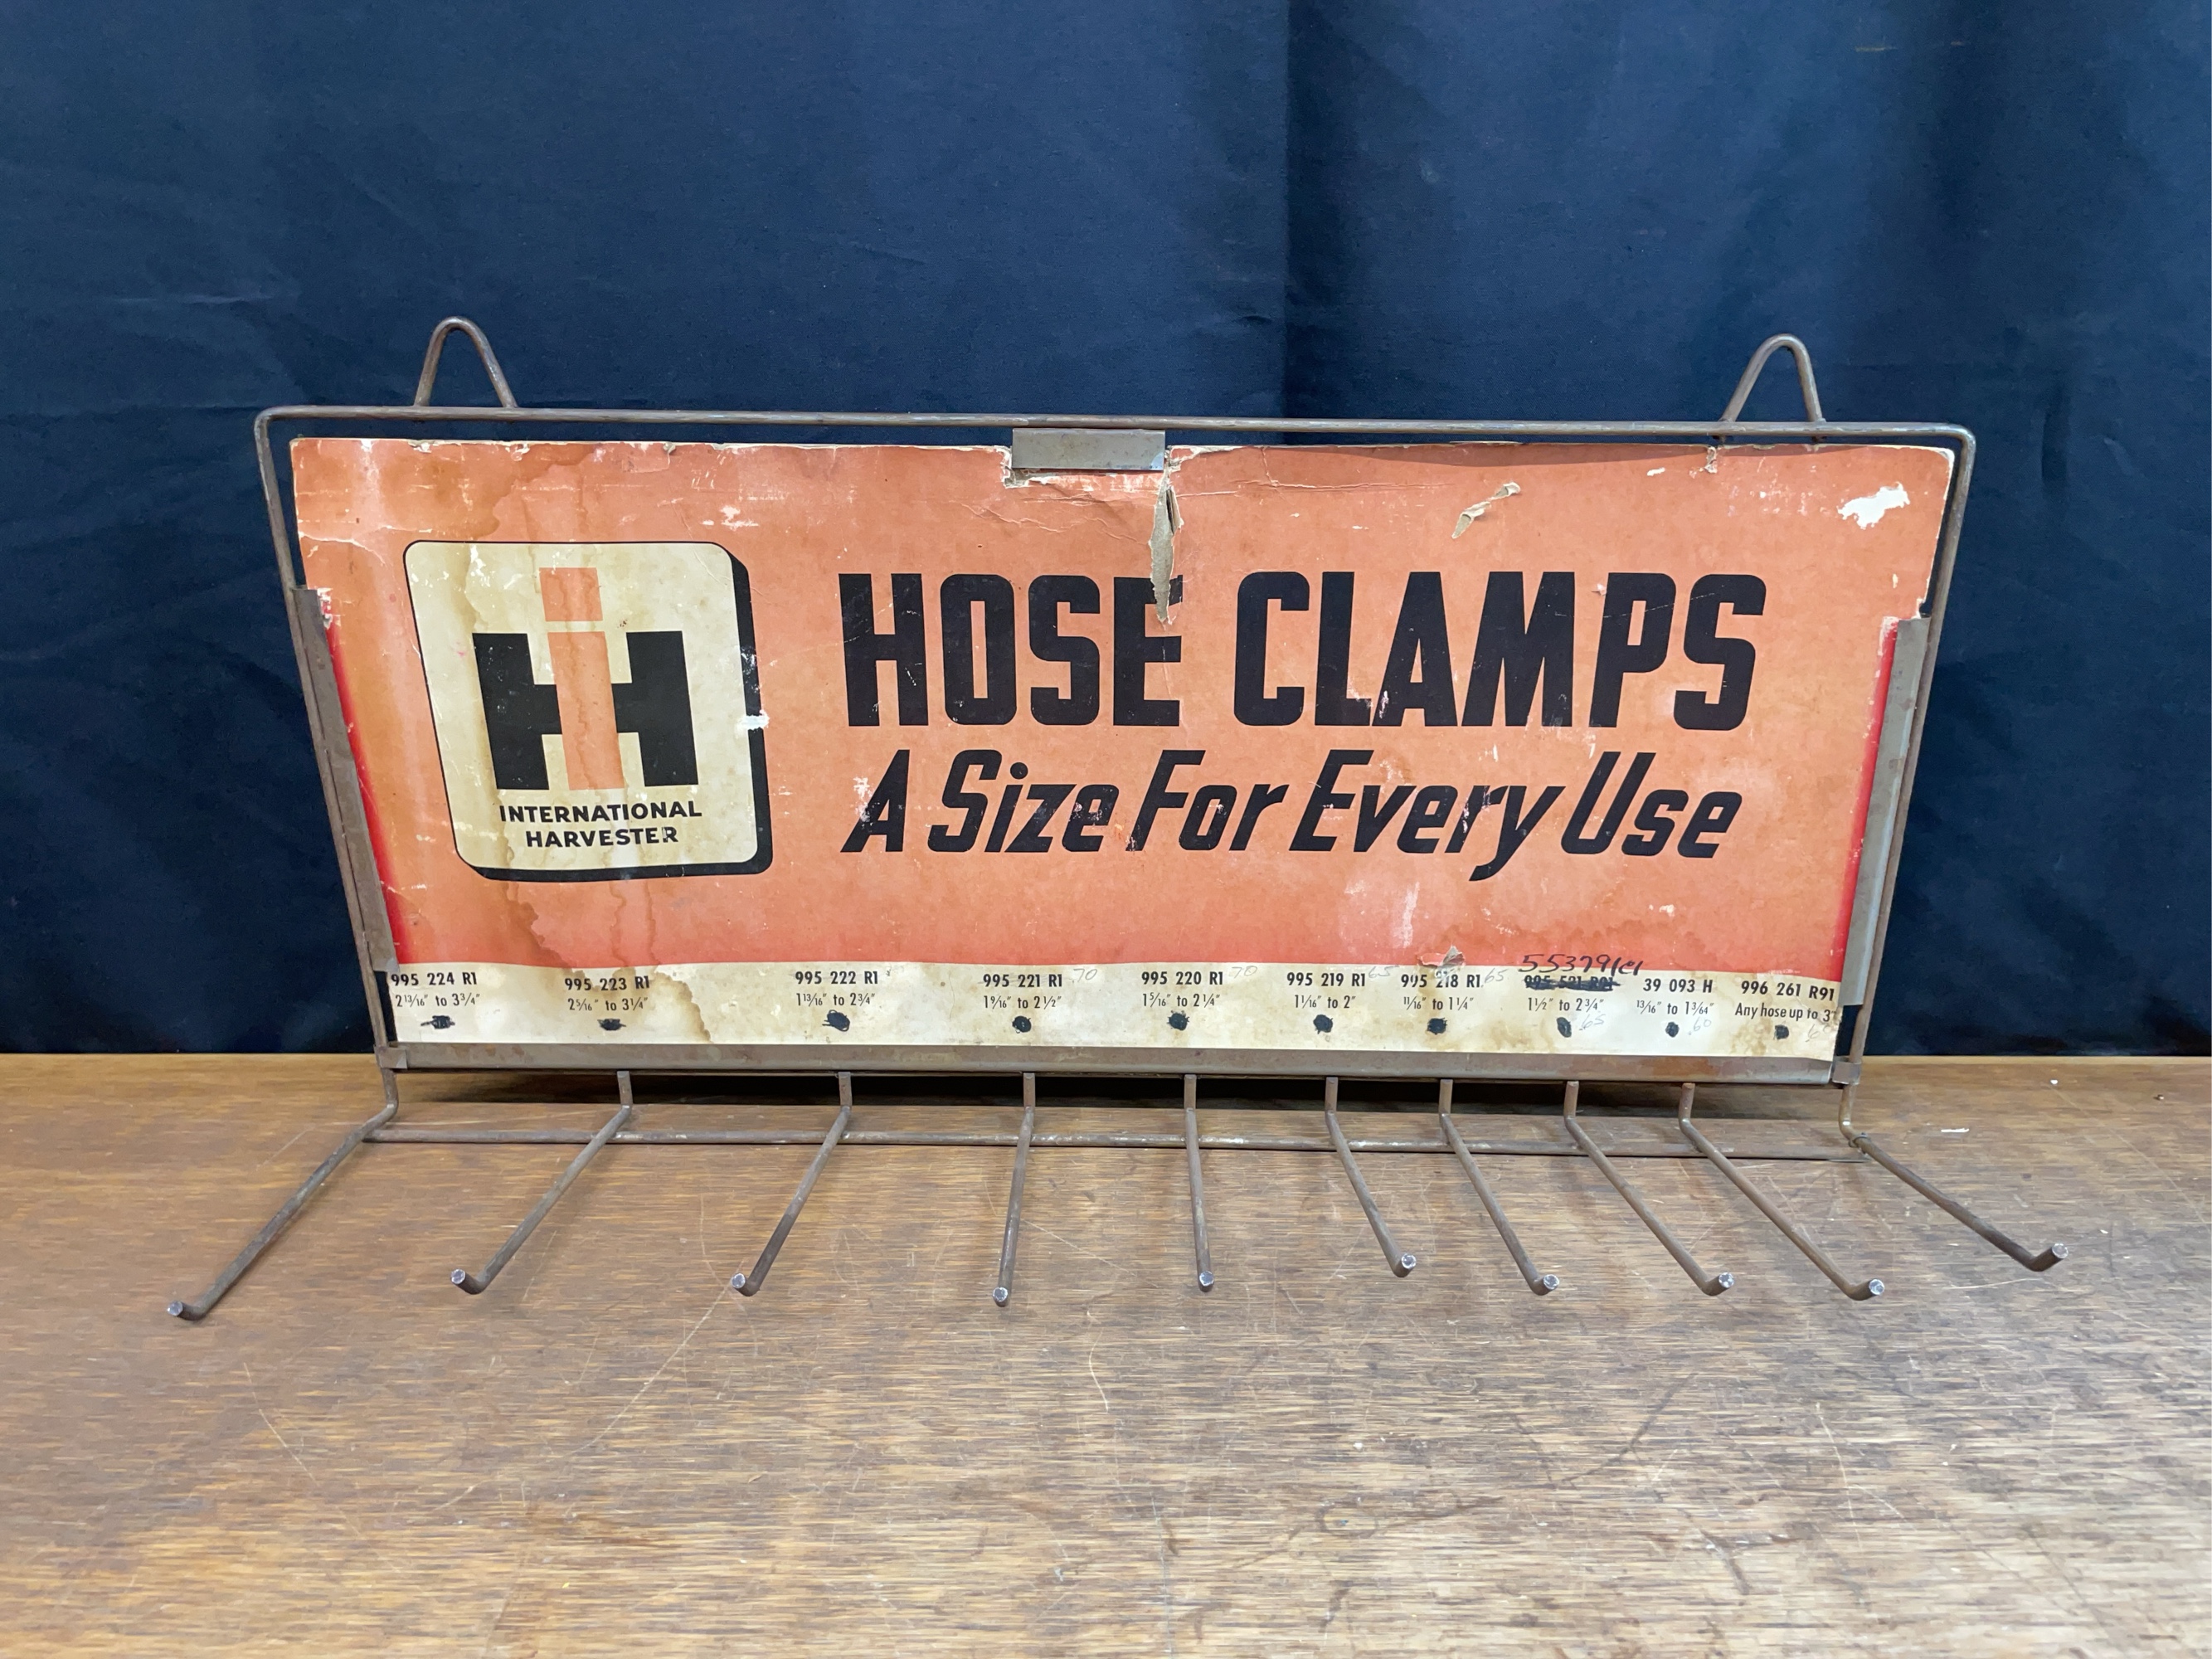 iH
INTERNATIONAL
HARVESTER
HOSE CLAMPS
A Size For Every Use
995 224 R1
2 13/16" to 3 3/4"
995 223 R1
2 5/16" to 3 1/4"
995 222 R1
1 13/16" to 2 3/4"
995 221 R1 .70
1 9/16" to 2 1/2"
995 220 R1 70
1 5/16" to 2 1/4"
995 219 R1 65
1 1/16" to 2"
995 218 R1 .65
11/16" to 1 1/4"
1 1/2" to 2 3/4"
.65
39 093 H
13/16" to 1 3/64"
.60
996 261 R91
Any hose up to 3"